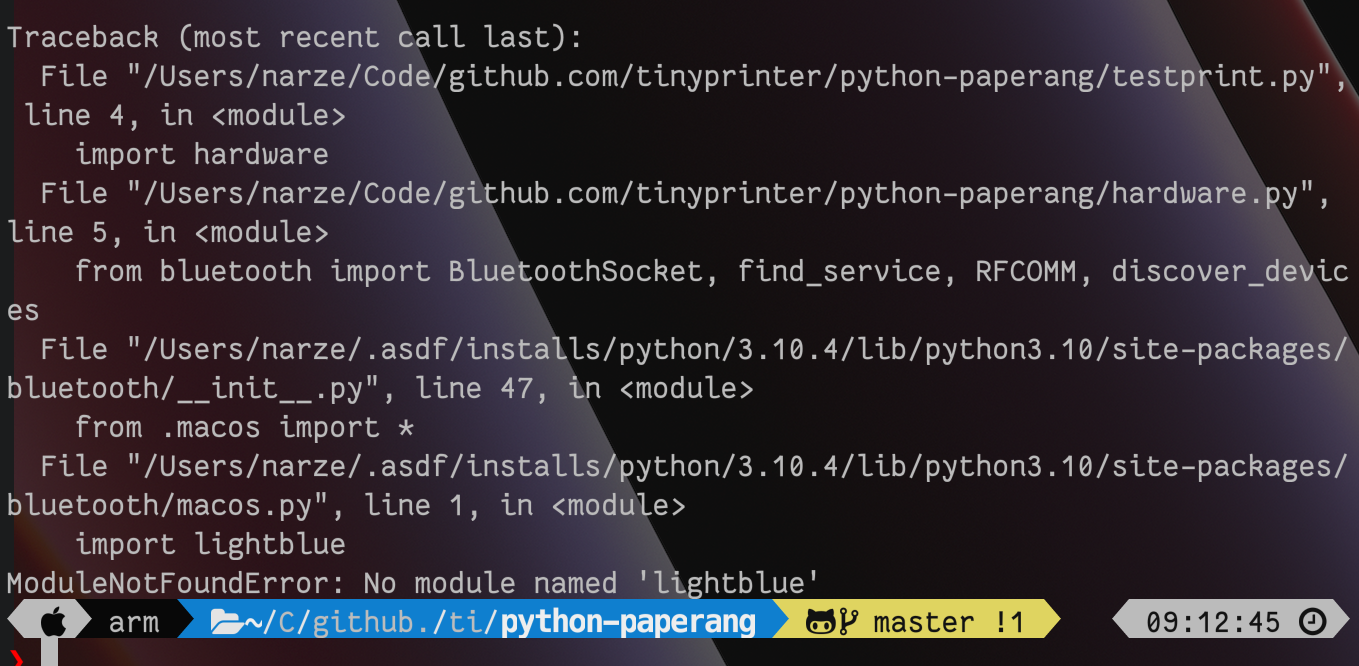 Traceback (most recent call last):
  File "/Users/narze/Code/github.com/tinyprinter/python-paperang/testprint.py",
 line 4, in <module>
    import hardware
  File "/Users/narze/Code/github.com/tinyprinter/python-paperang/hardware.py",
line 5, in <module>
    from bluetooth import BluetoothSocket, find_service, RFCOMM, discover_devic
es
  File "/Users/narze/.asdf/installs/python/3.10.4/lib/python3.10/site-packages/
bluetooth/__init__.py", line 47, in <module>
    from .macos import *
  File "/Users/narze/.asdf/installs/python/3.10.4/lib/python3.10/site-packages/
bluetooth/macos.py", line 1, in <module>
    import lightblue
ModuleNotFoundError: No module named 'lightblue'
arm ~/C/github./ti/python-paperang master !1 09:12:45
❯